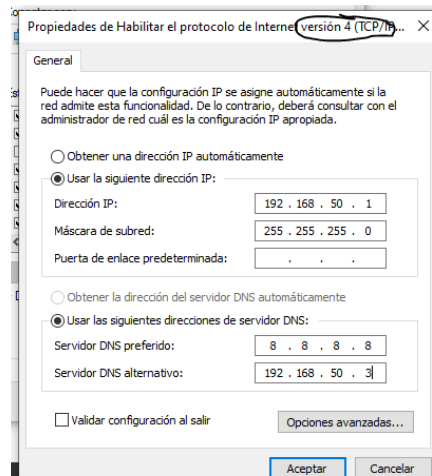 Propiedades de Habilitar el protocolo de Internet versión 4 (TCP/IP...
General
Puede hacer que la configuración IP se asigne automáticamente si la
red admite esta funcionalidad. De lo contrario, deberá consultar con el
administrador de red cuál es la configuración IP apropiada.
Obtener una dirección IP automáticamente
Usar la siguiente dirección IP:
Dirección IP: 192 . 168 . 50 . 1
Máscara de subred: 255 . 255 . 255 . 0
Puerta de enlace predeterminada: . . .
Obtener la dirección del servidor DNS automáticamente
Usar las siguientes direcciones de servidor DNS:
Servidor DNS preferido: 8 . 8 . 8 . 8
Servidor DNS alternativo: 192 . 168 . 50 . 3
Validar configuración al salir
Opciones avanzadas...
Aceptar Cancelar